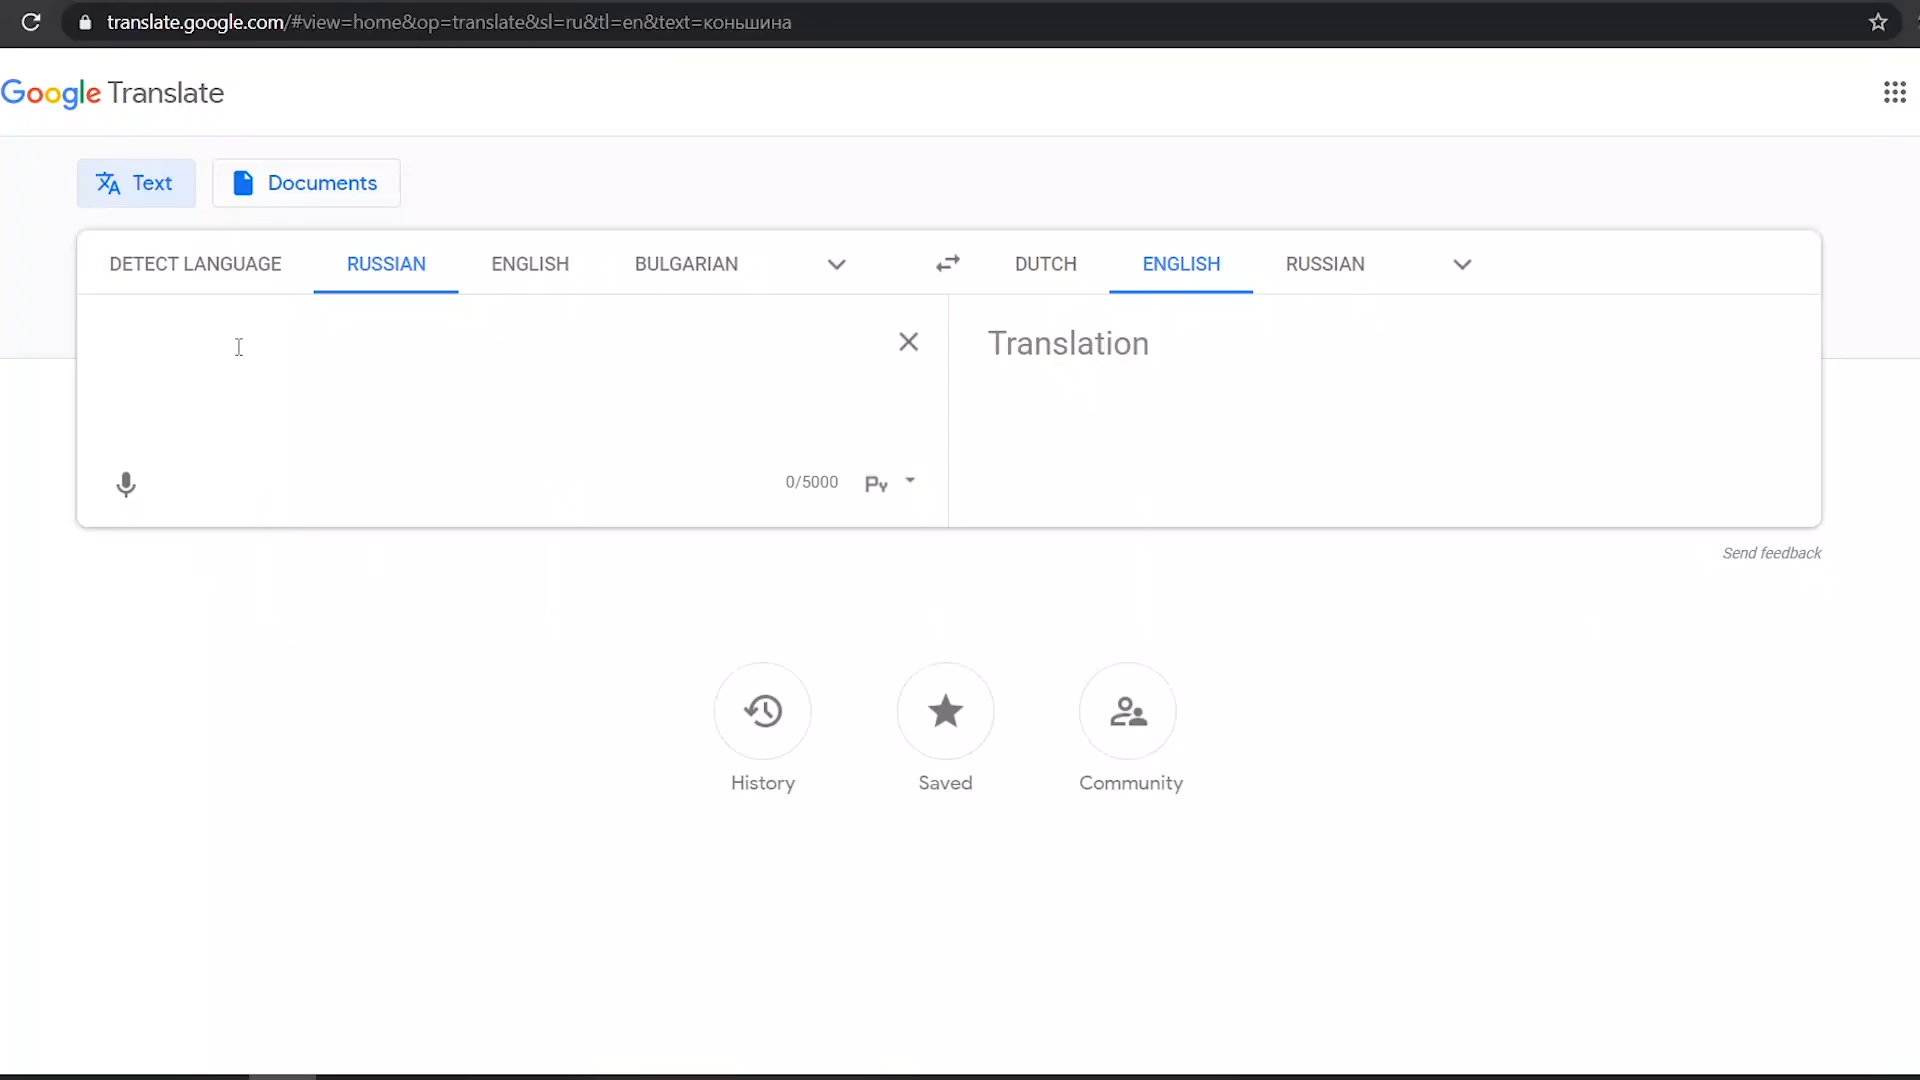 translate.google.com/#view=home&op=translate&sl=ru&tl=en&text=коньшина
Google Translate
Text Documents
DETECT LANGUAGE RUSSIAN ENGLISH BULGARIAN DUTCH ENGLISH RUSSIAN
Translation
0/5000 Ру
Send feedback
History Saved Community